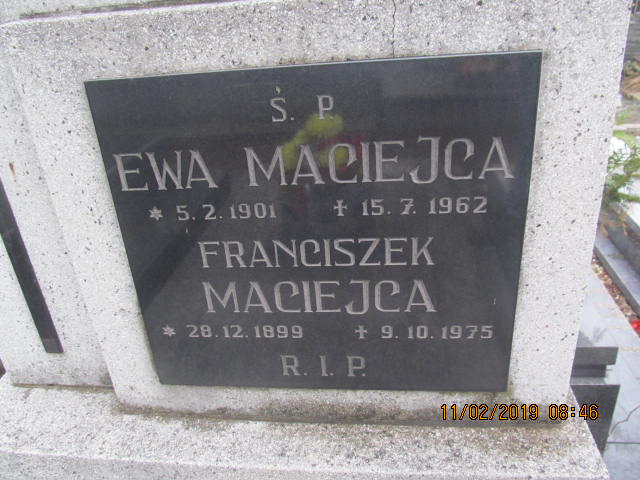 Ś. P.
EWA MACIEJCA
* 5.2.1901 ✝ 15.7.1962
FRANCISZEK
MACIEJCA
* 28.12.1899 ✝ 9.10.1975
R. I. P.
11/02/2019 08:46